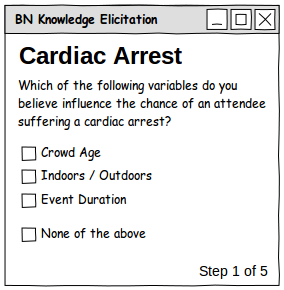 BN Knowledge Elicitation
Cardiac Arrest
Which of the following variables do you
believe influence the chance of an attendee
suffering a cardiac arrest?
Crowd Age
Indoors / Outdoors
Event Duration
None of the above
Step 1 of 5